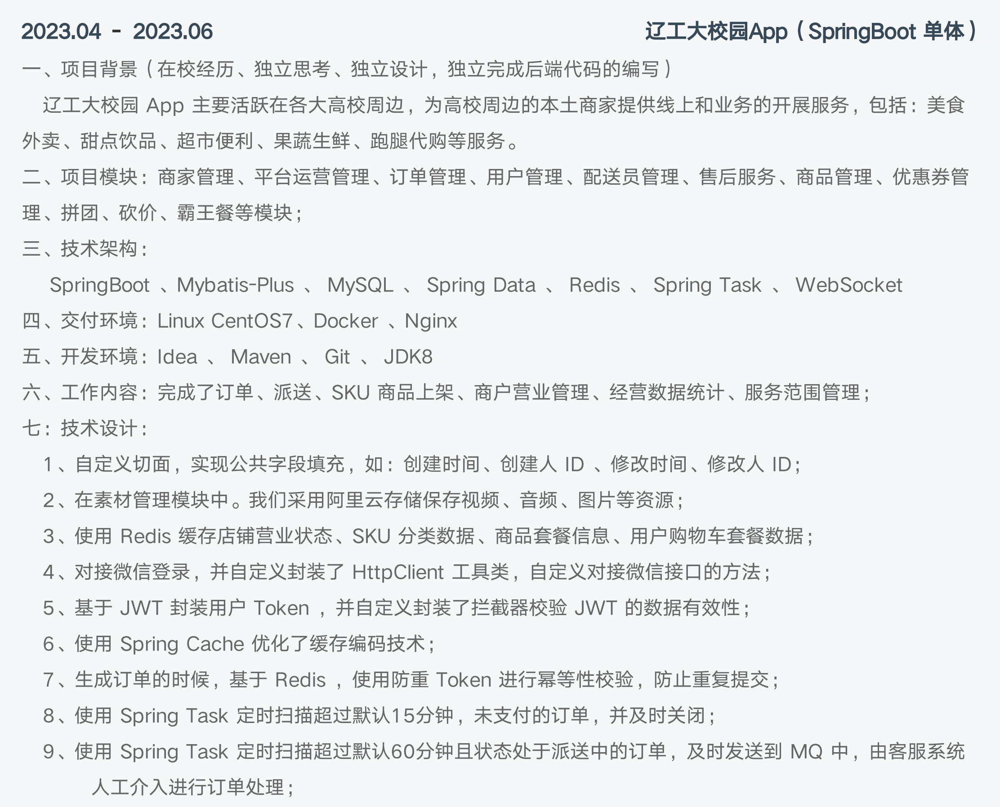 2023.04 - 2023.06 辽工大校园App（SpringBoot 单体）
一、项目背景（在校经历、独立思考、独立设计，独立完成后端代码的编写）
辽工大校园 App 主要活跃在各大高校周边，为高校周边的本土商家提供线上和业务的开展服务，包括：美食
外卖、甜点饮品、超市便利、果蔬生鲜、跑腿代购等服务。
二、项目模块：商家管理、平台运营管理、订单管理、用户管理、配送员管理、售后服务、商品管理、优惠券管
理、拼团、砍价、霸王餐等模块；
三、技术架构：
SpringBoot 、Mybatis-Plus 、 MySQL 、 Spring Data 、 Redis 、 Spring Task 、 WebSocket
四、交付环境：Linux CentOS7、Docker 、Nginx
五、开发环境：Idea 、 Maven 、 Git 、 JDK8
六、工作内容：完成了订单、派送、SKU 商品上架、商户营业管理、经营数据统计、服务范围管理；
七：技术设计：
1、自定义切面，实现公共字段填充，如：创建时间、创建人 ID 、修改时间、修改人 ID；
2、在素材管理模块中。我们采用阿里云存储保存视频、音频、图片等资源；
3、使用 Redis 缓存店铺营业状态、SKU 分类数据、商品套餐信息、用户购物车套餐数据；
4、对接微信登录，并自定义封装了 HttpClient 工具类，自定义对接微信接口的方法；
5、基于 JWT 封装用户 Token ，并自定义封装了拦截器校验 JWT 的数据有效性；
6、使用 Spring Cache 优化了缓存编码技术；
7、生成订单的时候，基于 Redis ，使用防重 Token 进行幂等性校验，防止重复提交；
8、使用 Spring Task 定时扫描超过默认15分钟，未支付的订单，并及时关闭；
9、使用 Spring Task 定时扫描超过默认60分钟且状态处于派送中的订单，及时发送到 MQ 中，由客服系统
人工介入进行订单处理；